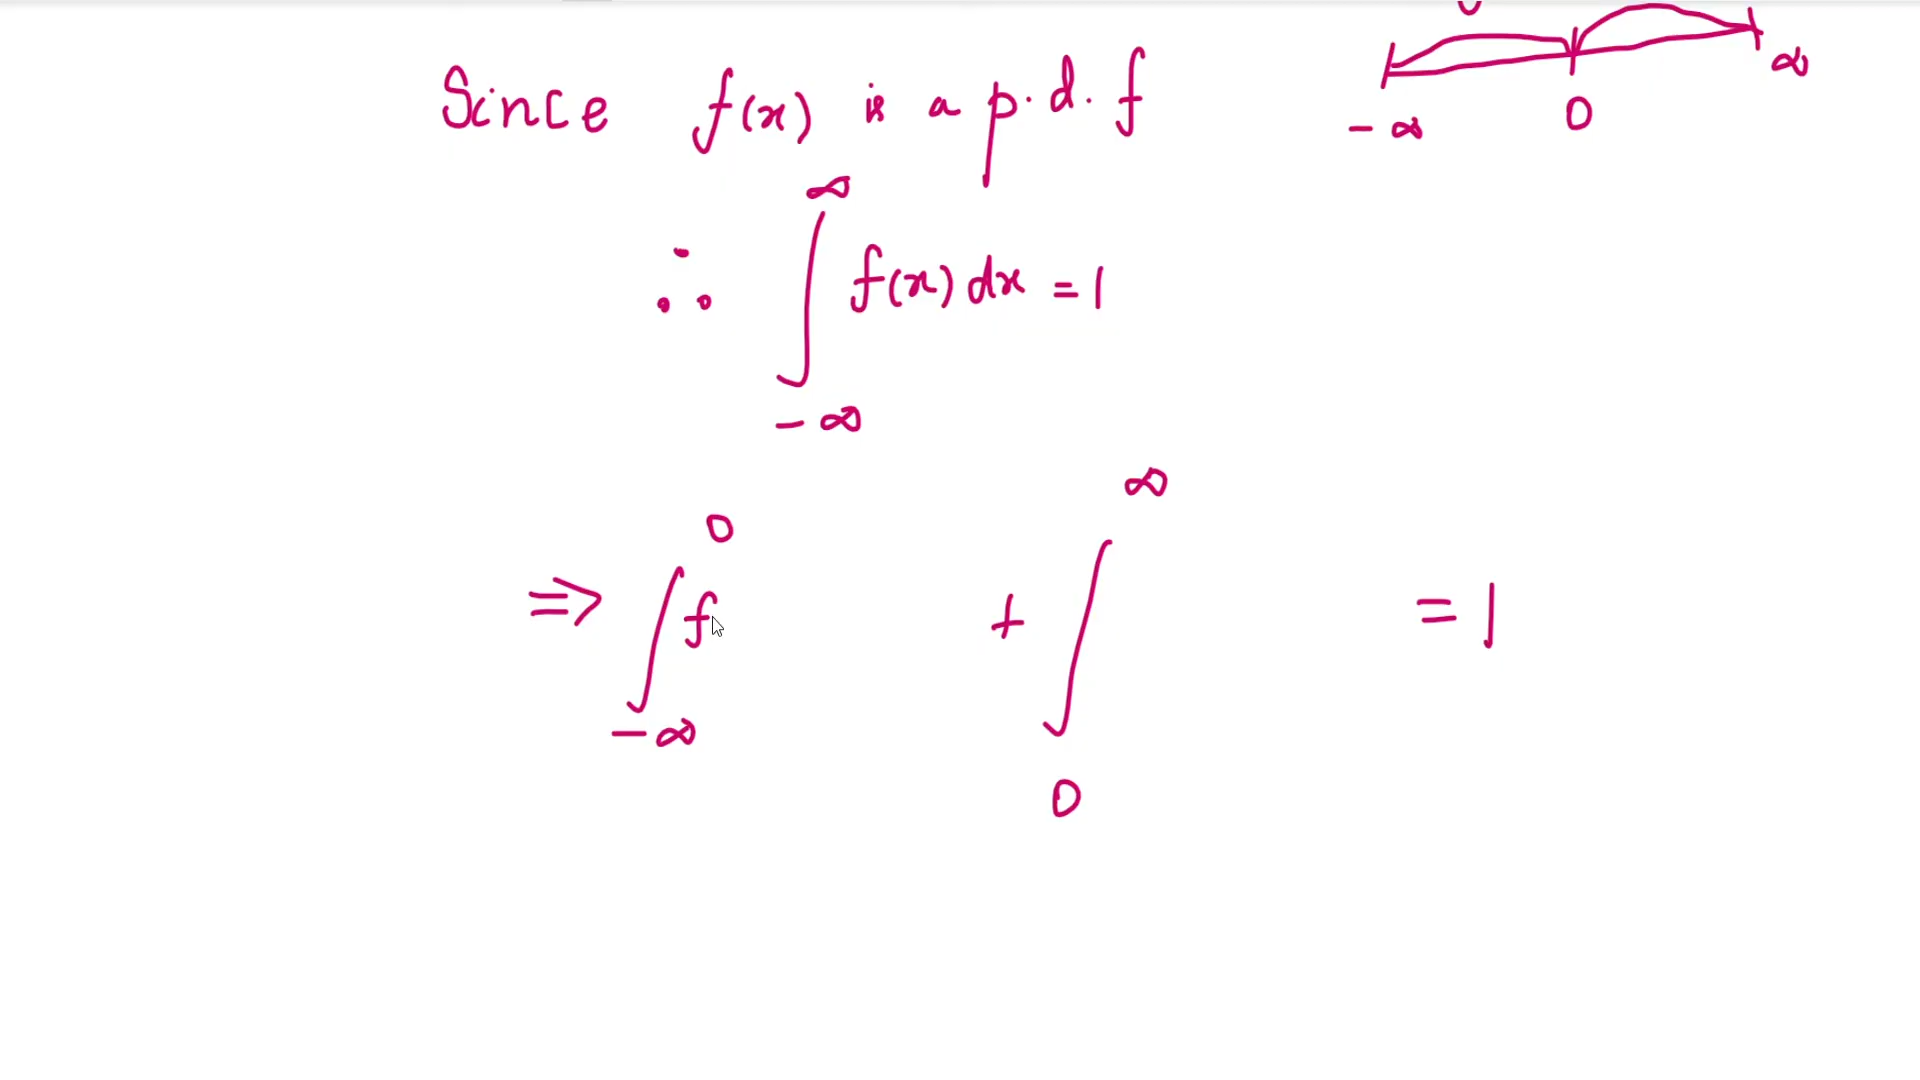 Since f(x) is a p.d.f
-∞ 0 ∞
∴ ∫_{-∞}^{∞} f(x) dx = 1
⇒ ∫_{-∞}^{0} f + ∫_{0}^{∞} = 1